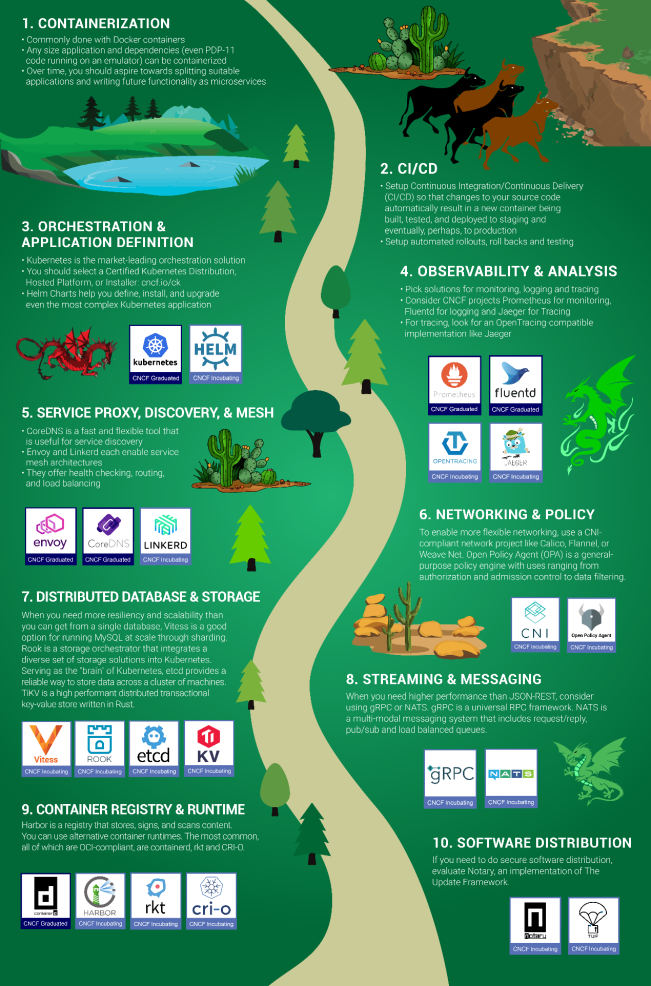 1. CONTAINERIZATION
• Commonly done with Docker containers
• Any size application and dependencies (even PDP-11
code running on an emulator) can be containerized
• Over time, you should aspire towards splitting suitable
applications and writing future functionality as microservices
2. CI/CD
• Setup Continuous Integration/Continuous Delivery
(CI/CD) so that changes to your source code
automatically result in a new container being
built, tested, and deployed to staging and
eventually, perhaps, to production
• Setup automated rollouts, roll backs and testing
3. ORCHESTRATION &
APPLICATION DEFINITION
• Kubernetes is the market-leading orchestration solution
• You should select a Certified Kubernetes Distribution,
Hosted Platform, or Installer: cncf.io/ck
• Helm Charts help you define, install, and upgrade
even the most complex Kubernetes application
kubernetes
CNCF Graduated
HELM
CNCF Incubating
4. OBSERVABILITY & ANALYSIS
• Pick solutions for monitoring, logging and tracing
• Consider CNCF projects Prometheus for monitoring,
Fluentd for logging and Jaeger for Tracing
• For tracing, look for an OpenTracing compatible
implementation like Jaeger
Prometheus
CNCF Graduated
fluentd
CNCF Graduated
OPENTRACING
CNCF Incubating
JAEGER
CNCF Incubating
5. SERVICE PROXY, DISCOVERY, & MESH
• CoreDNS is a fast and flexible tool that
is useful for service discovery
• Envoy and Linkerd each enable service
mesh architectures
• They offer health checking, routing,
and load balancing
envoy
CNCF Graduated
CoreDNS
CNCF Graduated
LINKERD
CNCF Incubating
6. NETWORKING & POLICY
To enable more flexible networking, use a CNI-
compliant network project like Calico, Flannel, or
Weave Net. Open Policy Agent (OPA) is a general-
purpose policy engine with uses ranging from
authorization and admission control to data filtering.
CNI
CNCF Incubating
Open Policy Agent
CNCF Incubating
7. DISTRIBUTED DATABASE & STORAGE
When you need more resiliency and scalability than
you can get from a single database, Vitess is a good
option for running MySQL at scale through sharding.
Rook is a storage orchestrator that integrates a
diverse set of storage solutions into Kubernetes.
Serving as the "brain" of Kubernetes, etcd provides a
reliable way to store data across a cluster of machines.
TiKV is a high performant distributed transactional
key-value store written in Rust.
Vitess
CNCF Incubating
ROOK
CNCF Incubating
etcd
CNCF Incubating
TI
KV
CNCF Incubating
8. STREAMING & MESSAGING
When you need higher performance than JSON-REST, consider
using gRPC or NATS. gRPC is a universal RPC framework. NATS is
a multi-modal messaging system that includes request/reply,
pub/sub and load balanced queues.
gRPC
CNCF Incubating
NATS
CNCF Incubating
9. CONTAINER REGISTRY & RUNTIME
Harbor is a registry that stores, signs, and scans content.
You can use alternative container runtimes. The most common,
all of which are OCI-compliant, are containerd, rkt and CRI-O.
d
containerd
CNCF Graduated
HARBOR
CNCF Incubating
rkt
CNCF Incubating
cri-o
CNCF Incubating
10. SOFTWARE DISTRIBUTION
If you need to do secure software distribution,
evaluate Notary, an implementation of The
Update Framework.
n
notary
CNCF Incubating
TUF
CNCF Incubating